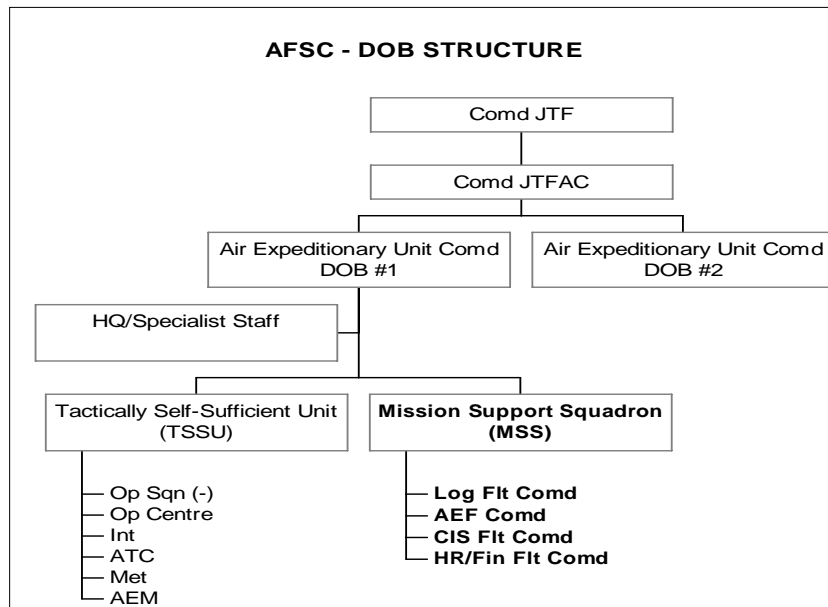 AFSC - DOB STRUCTURE
Comd JTF
Comd JTFAC
Air Expeditionary Unit Comd
DOB #1
Air Expeditionary Unit Comd
DOB #2
HQ/Specialist Staff
Tactically Self-Sufficient Unit
(TSSU)
Mission Support Squadron
(MSS)
Op Sqn (-)
Op Centre
Int
ATC
Met
AEM
Log Flt Comd
AEF Comd
CIS Flt Comd
HR/Fin Flt Comd